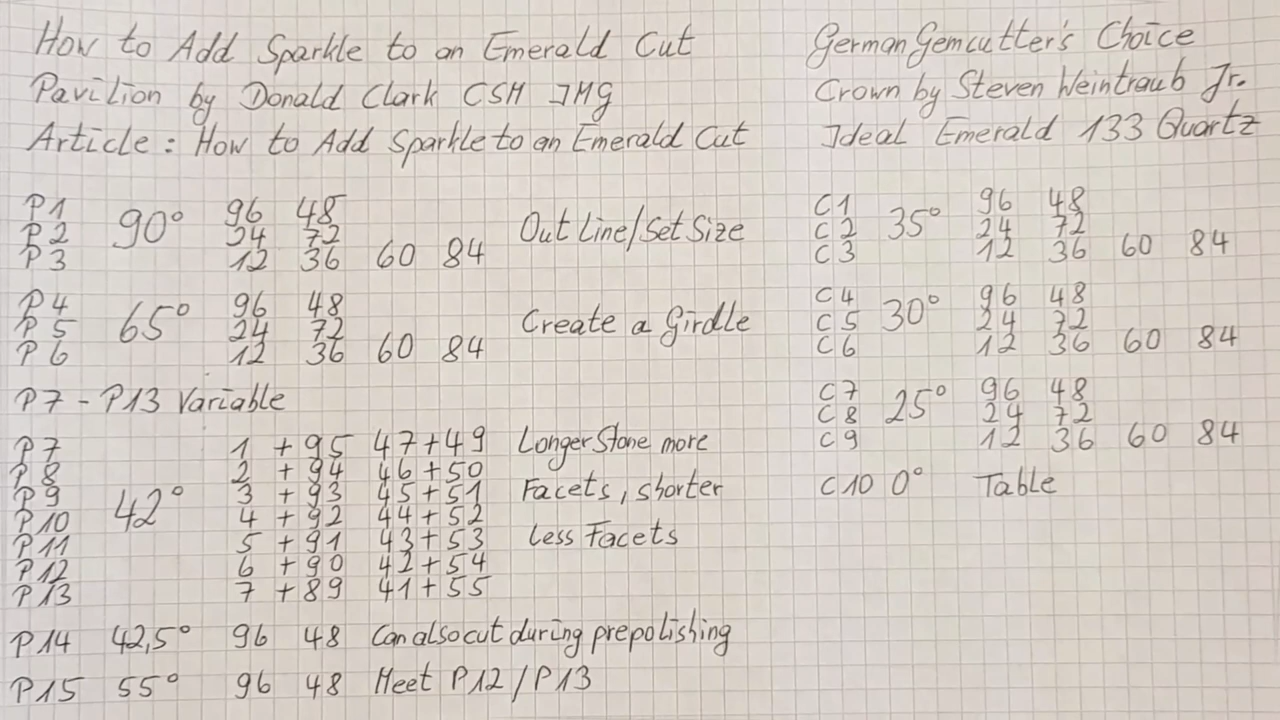 How to Add Sparkle to an Emerald Cut
Pavilion by Donald Clark CSM IMG
Article: How to Add Sparkle to an Emerald Cut
P1 90° 96 48
P2 24 72 Out Line/Set Size
P3 12 36 60 84
P4 65° 96 48
P5 24 72 Create a Girdle
P6 12 36 60 84
P7 - P13 Variable
P7 1 + 95 47+49 Longer Stone more
P8 2 + 94 46+50
P9 42° 3 + 93 45+51 Facets, shorter
P10 4 + 92 44+52
P11 5 + 91 43+53 less Facets
P12 6 + 90 42+54
P13 7 + 89 41+55
P14 42,5° 96 48 Can also cut during prepolishing
P15 55° 96 48 Meet P12/P13
German Gemcutter's Choice
Crown by Steven Weintraub Jr.
Ideal Emerald 133 Quartz
C1 35° 96 48
C2 24 72
C3 12 36 60 84
C4 30° 96 48
C5 24 72
C6 12 36 60 84
C7 25° 96 48
C8 24 72
C9 12 36 60 84
C10 0° Table